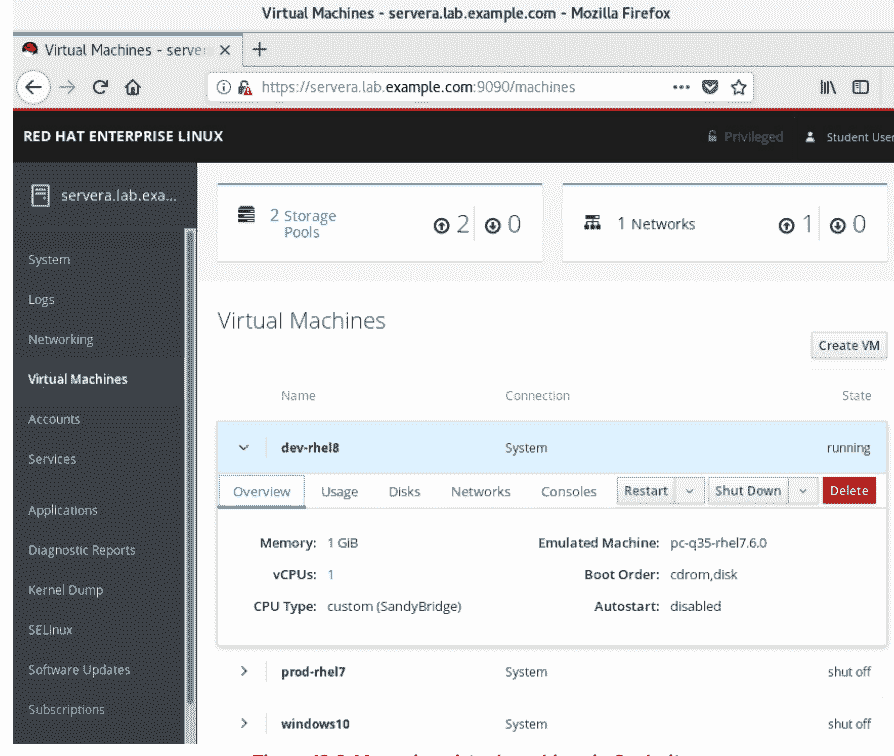 Virtual Machines - servera.lab.example.com - Mozilla Firefox
Virtual Machines - server
https://servera.lab.example.com:9090/machines
RED HAT ENTERPRISE LINUX
Privileged
Student User
servera.lab.exa...
System
Logs
Networking
Virtual Machines
Accounts
Services
Applications
Diagnostic Reports
Kernel Dump
SELinux
Software Updates
Subscriptions
2 Storage Pools
2 0
1 Networks
1 0
Virtual Machines
Create VM
Name Connection State
dev-rhel8 System running
Overview Usage Disks Networks Consoles Restart Shut Down Delete
Memory: 1 GiB
Emulated Machine: pc-q35-rhel7.6.0
vCPUs: 1
Boot Order: cdrom,disk
CPU Type: custom (SandyBridge)
Autostart: disabled
prod-rhel7 System shut off
windows10 System shut off